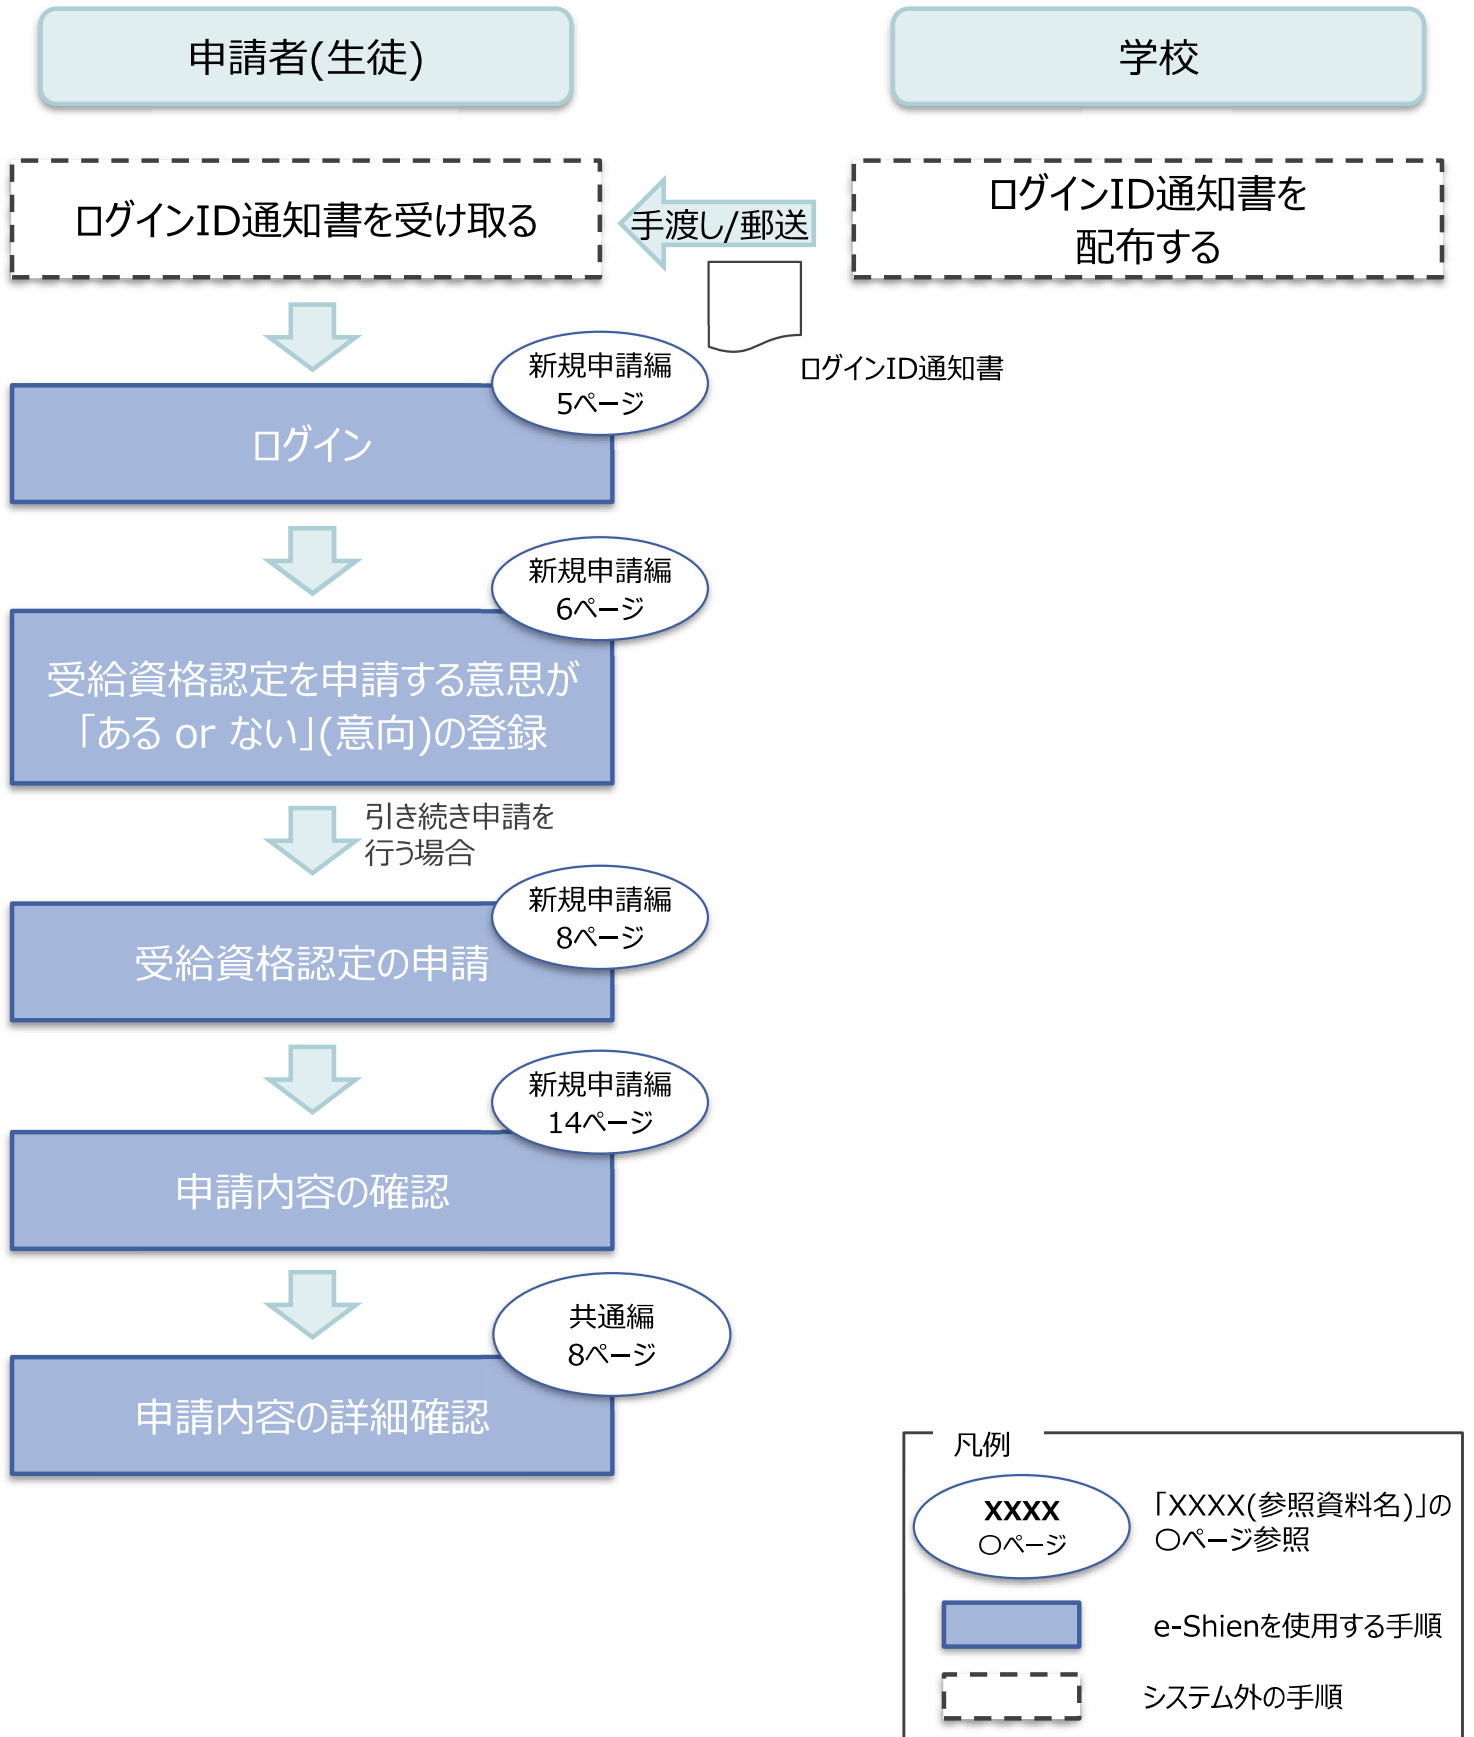 申請者(生徒)
学校
ログインID通知書を受け取る
手渡し/郵送
ログインID通知書を
配布する
ログインID通知書
新規申請編
5ページ
ログイン
新規申請編
6ページ
受給資格認定を申請する意思が
「ある or ない」(意向)の登録
引き続き申請を
行う場合
新規申請編
8ページ
受給資格認定の申請
新規申請編
14ページ
申請内容の確認
共通編
8ページ
申請内容の詳細確認
凡例
XXXX
〇ページ
「XXXX(参照資料名)」の
〇ページ参照
e-Shienを使用する手順
システム外の手順